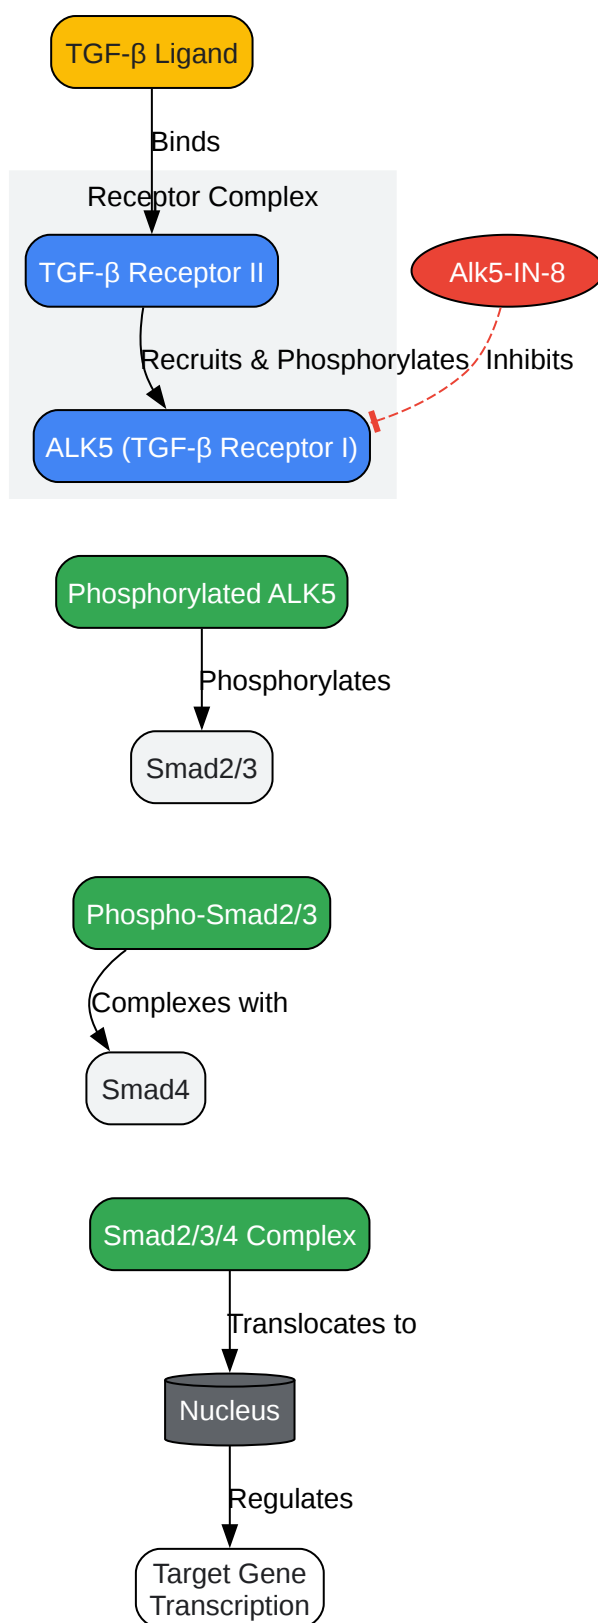 TGF-β Ligand
Binds
Receptor Complex
TGF-β Receptor II
Alk5-IN-8
Recruits & Phosphorylates
Inhibits
ALK5 (TGF-β Receptor I)
Phosphorylated ALK5
Phosphorylates
Smad2/3
Phospho-Smad2/3
Complexes with
Smad4
Smad2/3/4 Complex
Translocates to
Nucleus
Regulates
Target Gene
Transcription